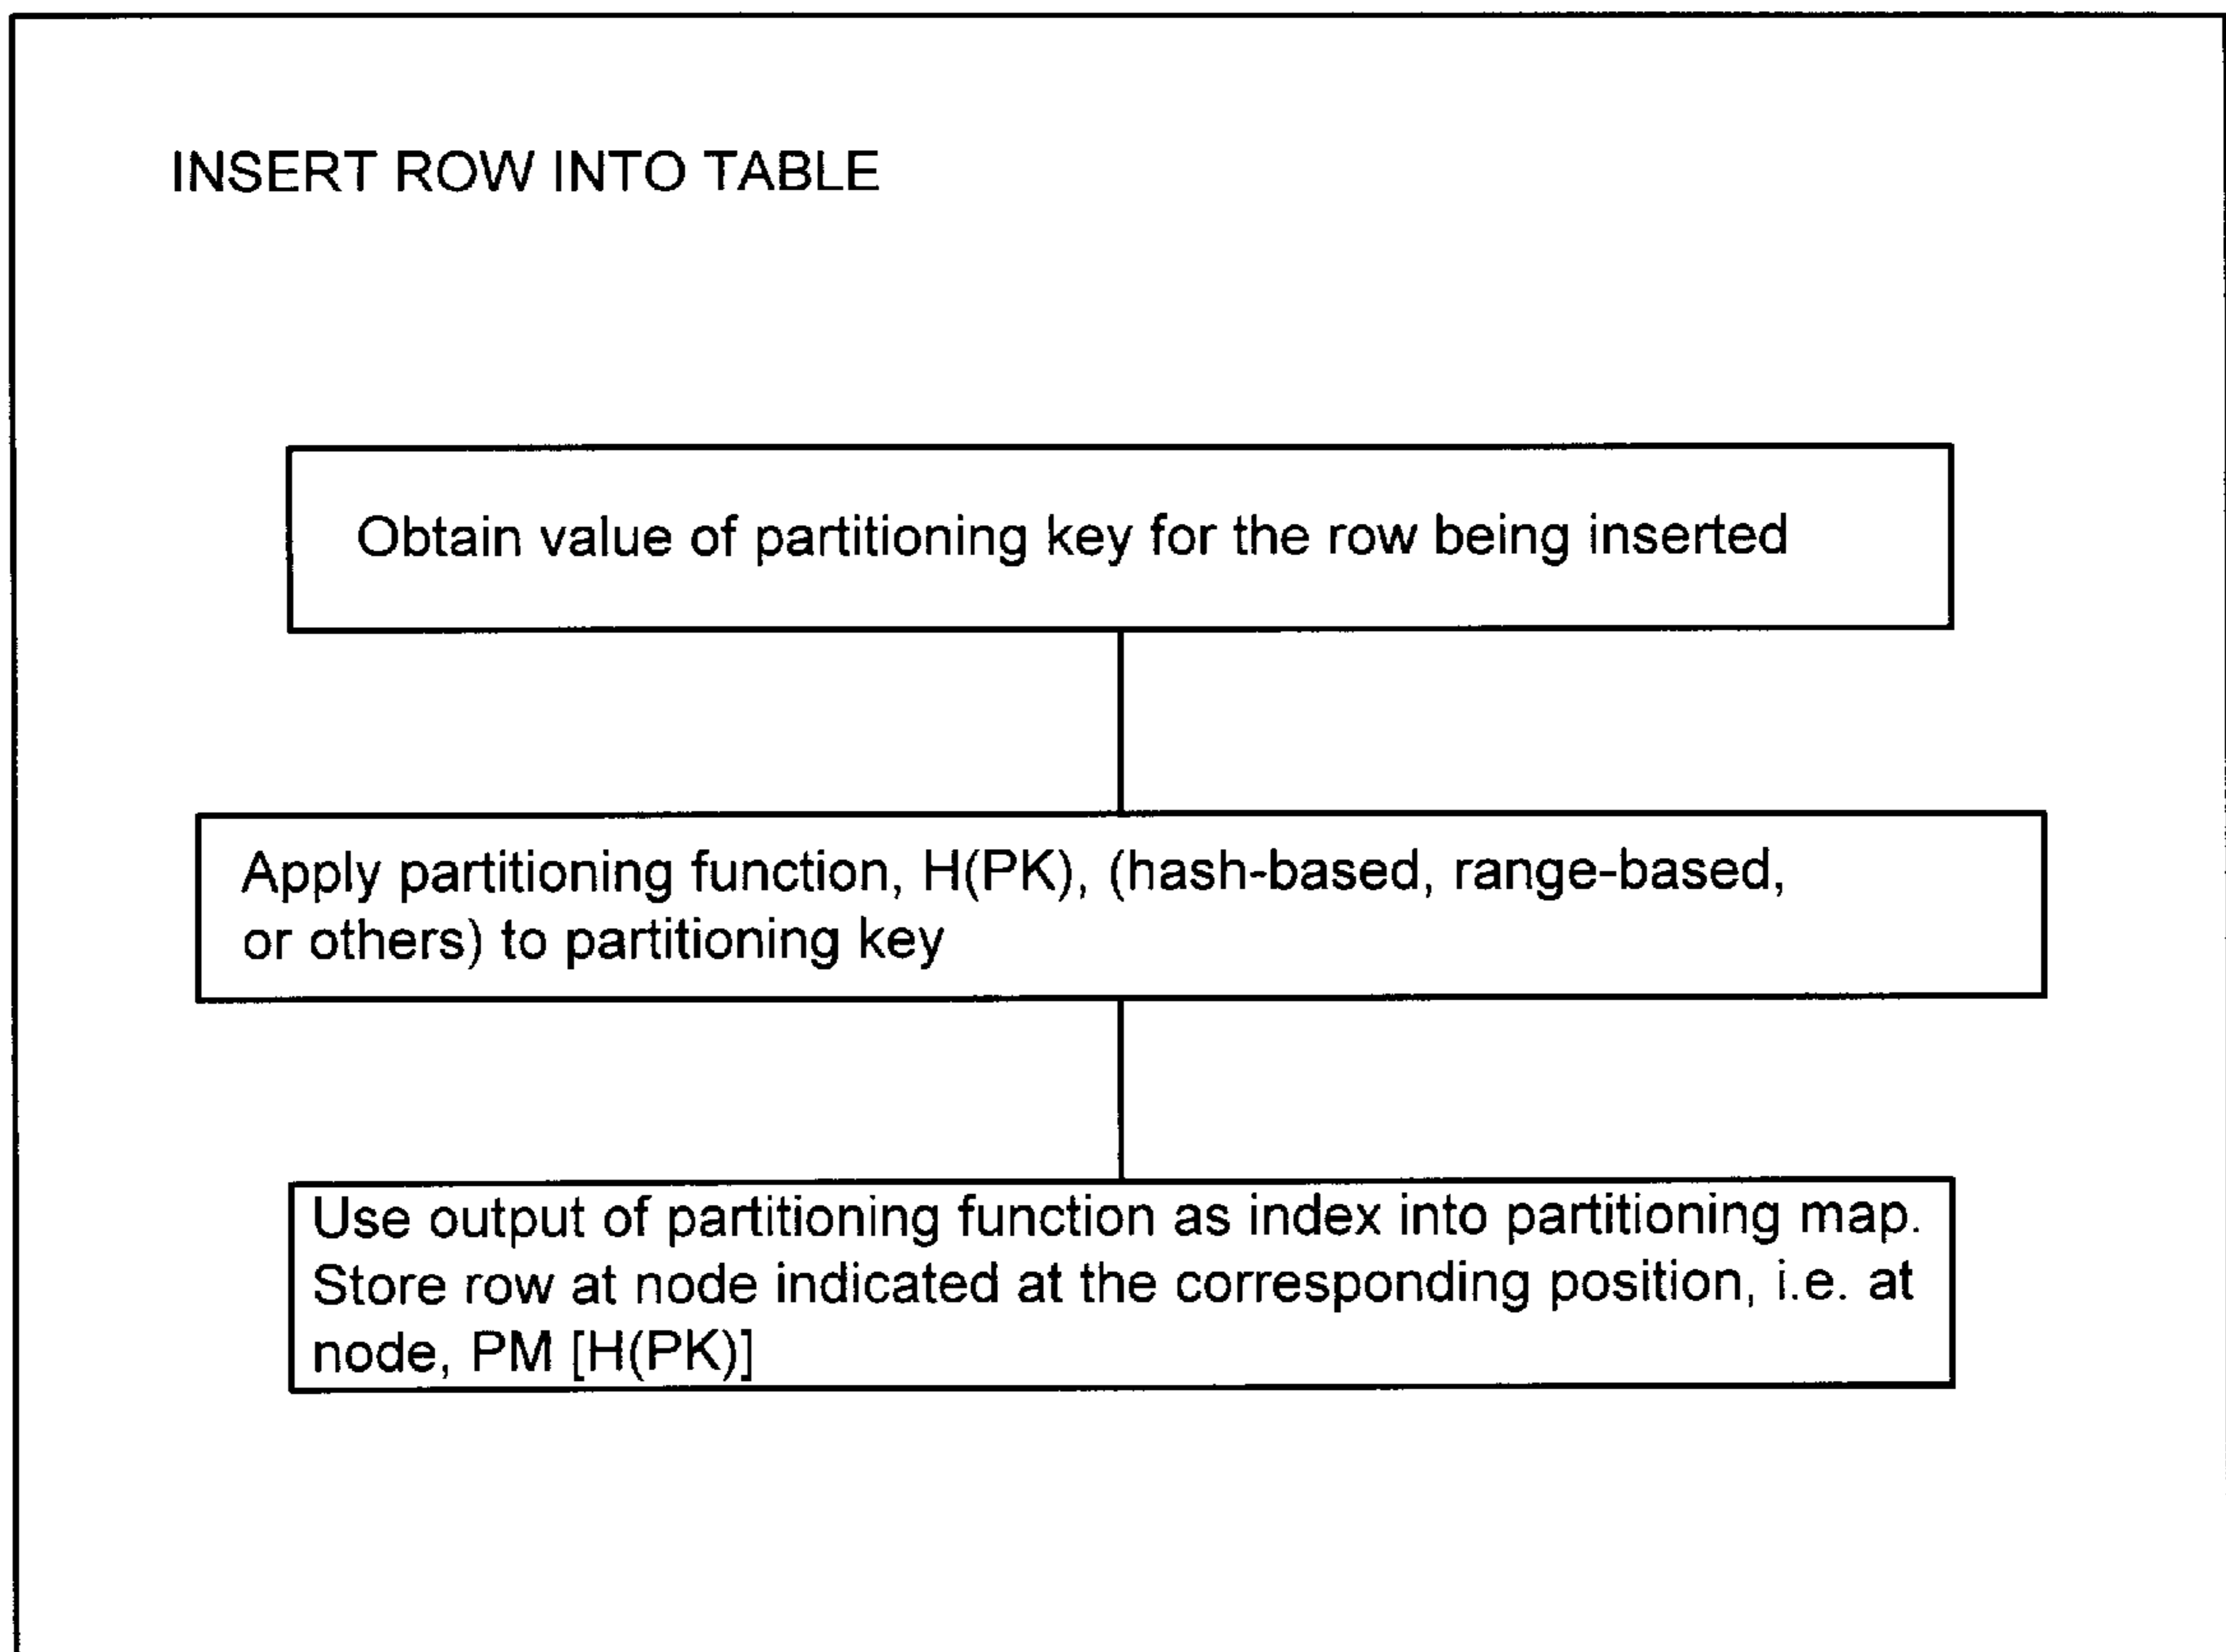 INSERT ROW INTO TABLE
Obtain value of partitioning key for the row being inserted
Apply partitioning function, H(PK), (hash-based, range-based,
or others) to partitioning key
Use output of partitioning function as index into partitioning map.
Store row at node indicated at the corresponding position, i.e. at
node, PM [H(PK)]